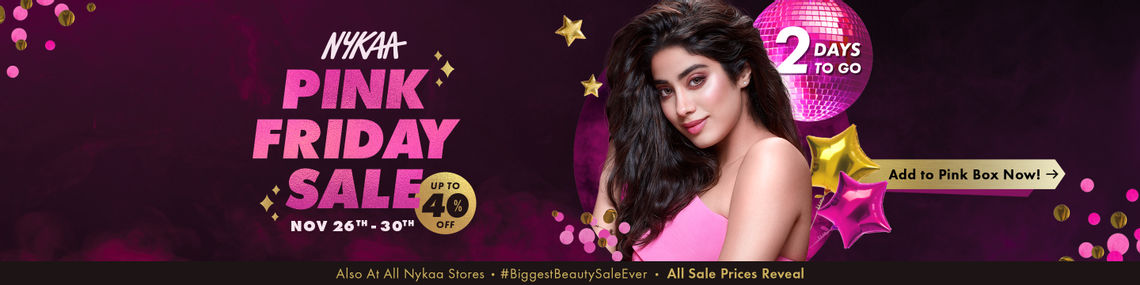 NYKAA
PINK
FRIDAY
SALE
UP TO
40%
OFF
NOV 26TH - 30TH
2 DAYS
TO GO
Add to Pink Box Now! →
Also At All Nykaa Stores • #BiggestBeautySaleEver • All Sale Prices Reveal